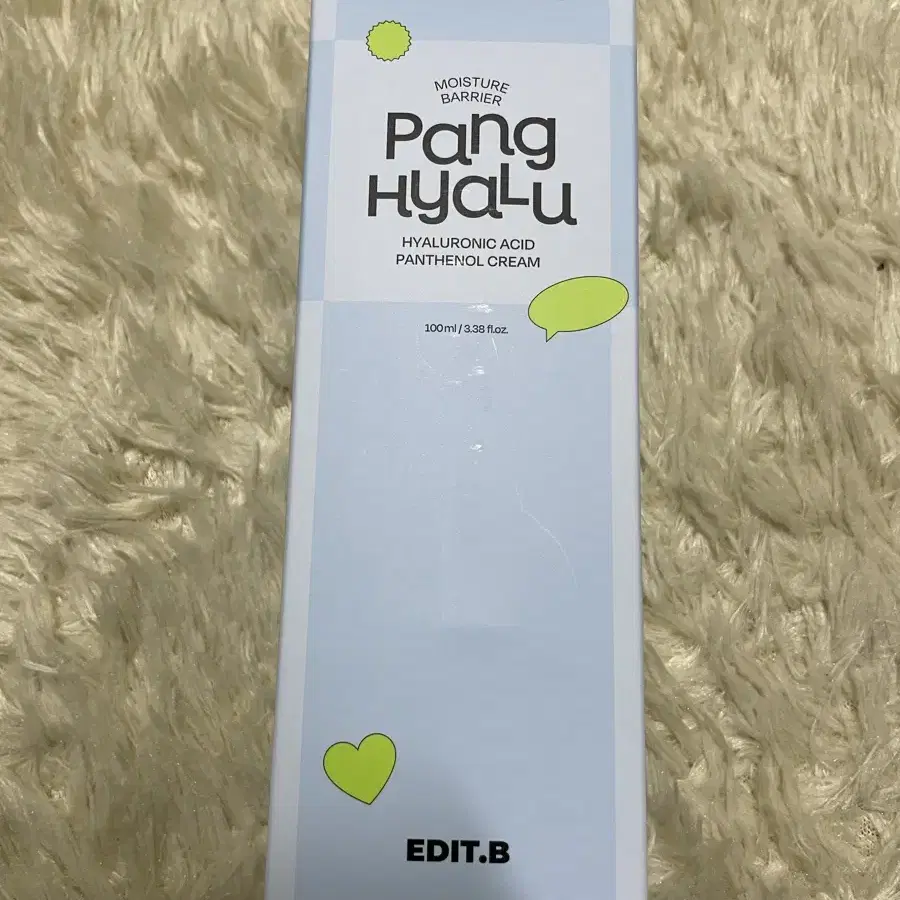 MOISTURE
BARRIER
Pang
HyaLu
HYALURONIC ACID
PANTHENOL CREAM
100ml / 3.38 fl.oz.
EDIT.B